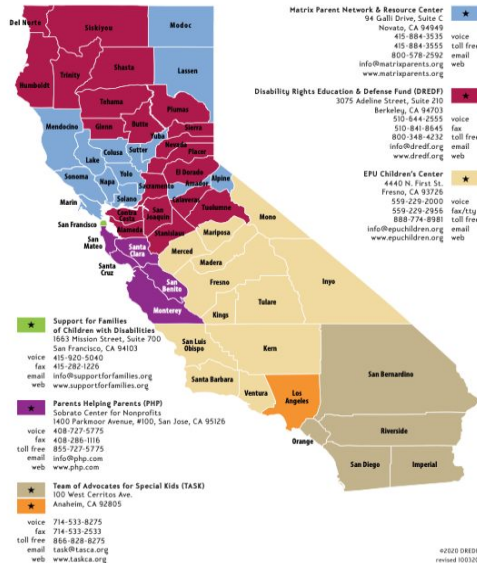 Matrix Parent Network & Resource Center
94 Galli Drive, Suite C
Novato, CA 94949
415-884-3535 voice
415-884-3555 toll free
800-578-2592 email
info@matrixparents.org web
www.matrixparents.org
Disability Rights Education & Defense Fund (DREDF)
3075 Adeline Street, Suite 210
Berkeley, CA 94703
510-644-2555 voice
510-841-8645 fax
800-348-4232 toll free
info@dredf.org email
www.dredf.org web
EPU Children's Center
4440 N. First St.
Fresno, CA 93726
559-229-2000 voice
559-229-2956 fax/tty
888-774-8981 toll free
info@epuchildren.org email
www.epuchildren.org web
Del Norte
Siskiyou
Modoc
Humboldt
Trinity
Shasta
Lassen
Tehama
Plumas
Mendocino
Glenn
Butte
Sierra
Yuba
Nevada
Lake
Colusa
Sutter
Placer
Sonoma
Napa
Yolo
El Dorado
Sacramento
Amador
Alpine
Marin
Solano
Calaveras
San Francisco
Contra
Costa
San
Joaquin
Tuolumne
Mono
Alameda
Stanislaus
Mariposa
San
Mateo
Santa
Clara
Merced
Madera
Santa
Cruz
San
Benito
Fresno
Inyo
Monterey
Kings
Tulare
San Luis
Obispo
Kern
San Bernardino
Santa Barbara
Ventura
Los
Angeles
Orange
Riverside
San Diego
Imperial
Support for Families
of Children with Disabilities
1663 Mission Street, Suite 700
San Francisco, CA 94103
voice 415-920-5040
fax 415-282-1226
email info@supportforfamilies.org
web www.supportforfamilies.org
Parents Helping Parents (PHP)
Sobrato Center for Nonprofits
1400 Parkmoor Avenue, #100, San Jose, CA 95126
voice 408-727-5775
fax 408-286-1116
toll free 855-727-5775
email info@php.com
web www.php.com
Team of Advocates for Special Kids (TASK)
100 West Cerritos Ave.
Anaheim, CA 92805
voice 714-533-8275
fax 714-533-2533
toll free 866-828-8275
email task@tasca.org
web www.taskca.org
©2020 DREDF
revised